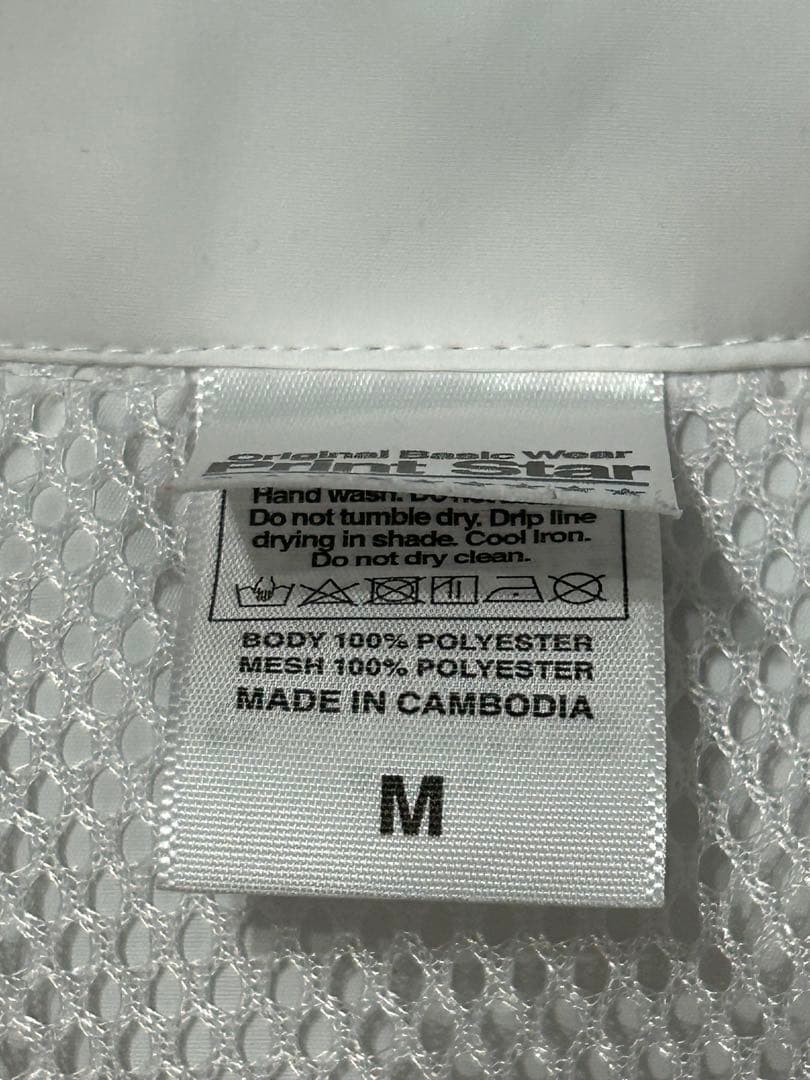 Original Basic Wear
Print Star
Hand wash.
Do not tumble dry. Drip line
drying in shade. Cool Iron.
Do not dry clean.
BODY 100% POLYESTER
MESH 100% POLYESTER
MADE IN CAMBODIA
M